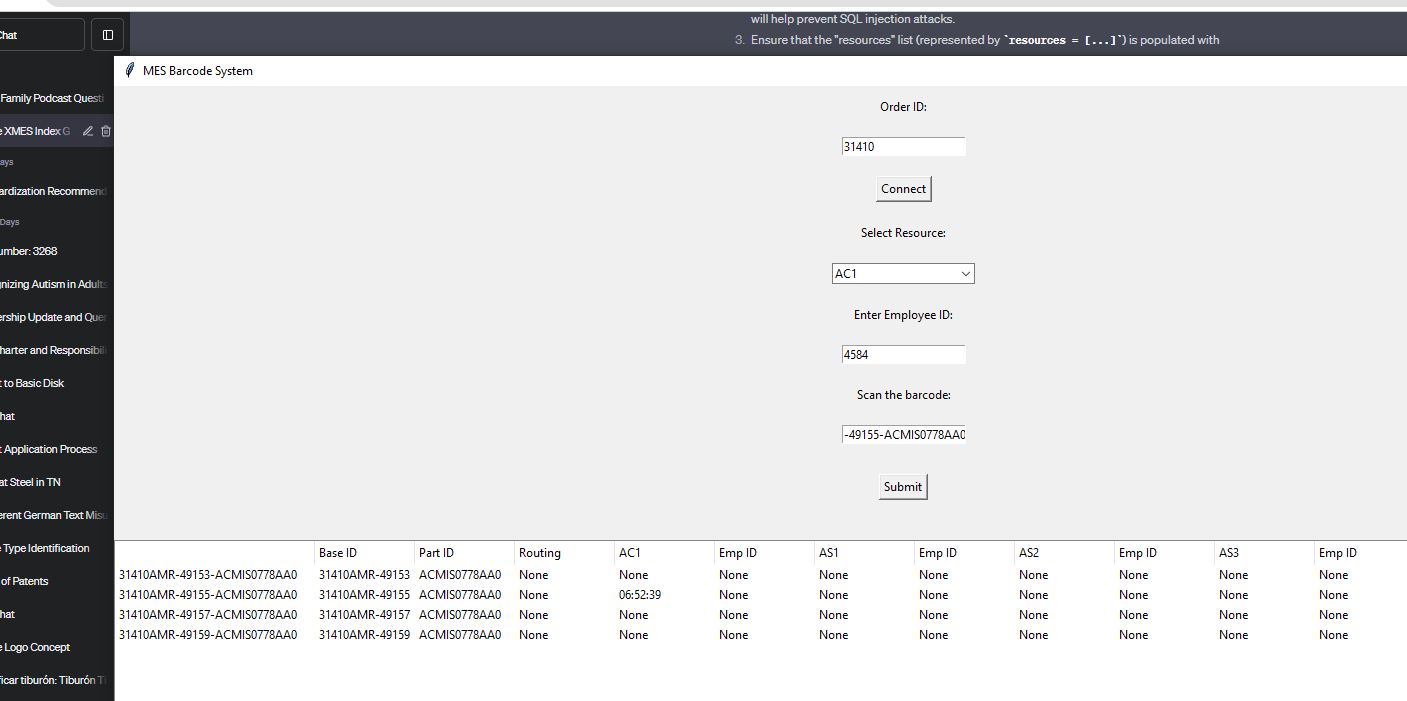 will help prevent SQL injection attacks.
Chat
3. Ensure that the "resources" list (represented by `resources = [...]`) is populated with
MES Barcode System
Family Podcast Questi
XMES Index G
ays
ardization Recommend
Days
umber: 3268
gnizing Autism in Adults
ership Update and Quer
harter and Responsibili
t to Basic Disk
hat
t Application Process
at Steel in TN
erent German Text Misu
Type Identification
of Patents
hat
e Logo Concept
ficar tiburón: Tiburón Ti
Order ID:
31410
Connect
Select Resource:
AC1
Enter Employee ID:
4584
Scan the barcode:
-49155-ACMIS0778AA0
Submit
Base ID Part ID Routing AC1 Emp ID AS1 Emp ID AS2 Emp ID AS3 Emp ID
31410AMR-49153-ACMIS0778AA0 31410AMR-49153 ACMIS0778AA0 None None None None None None None None None
31410AMR-49155-ACMIS0778AA0 31410AMR-49155 ACMIS0778AA0 None 06:52:39 None None None None None None None
31410AMR-49157-ACMIS0778AA0 31410AMR-49157 ACMIS0778AA0 None None None None None None None None None
31410AMR-49159-ACMIS0778AA0 31410AMR-49159 ACMIS0778AA0 None None None None None None None None None